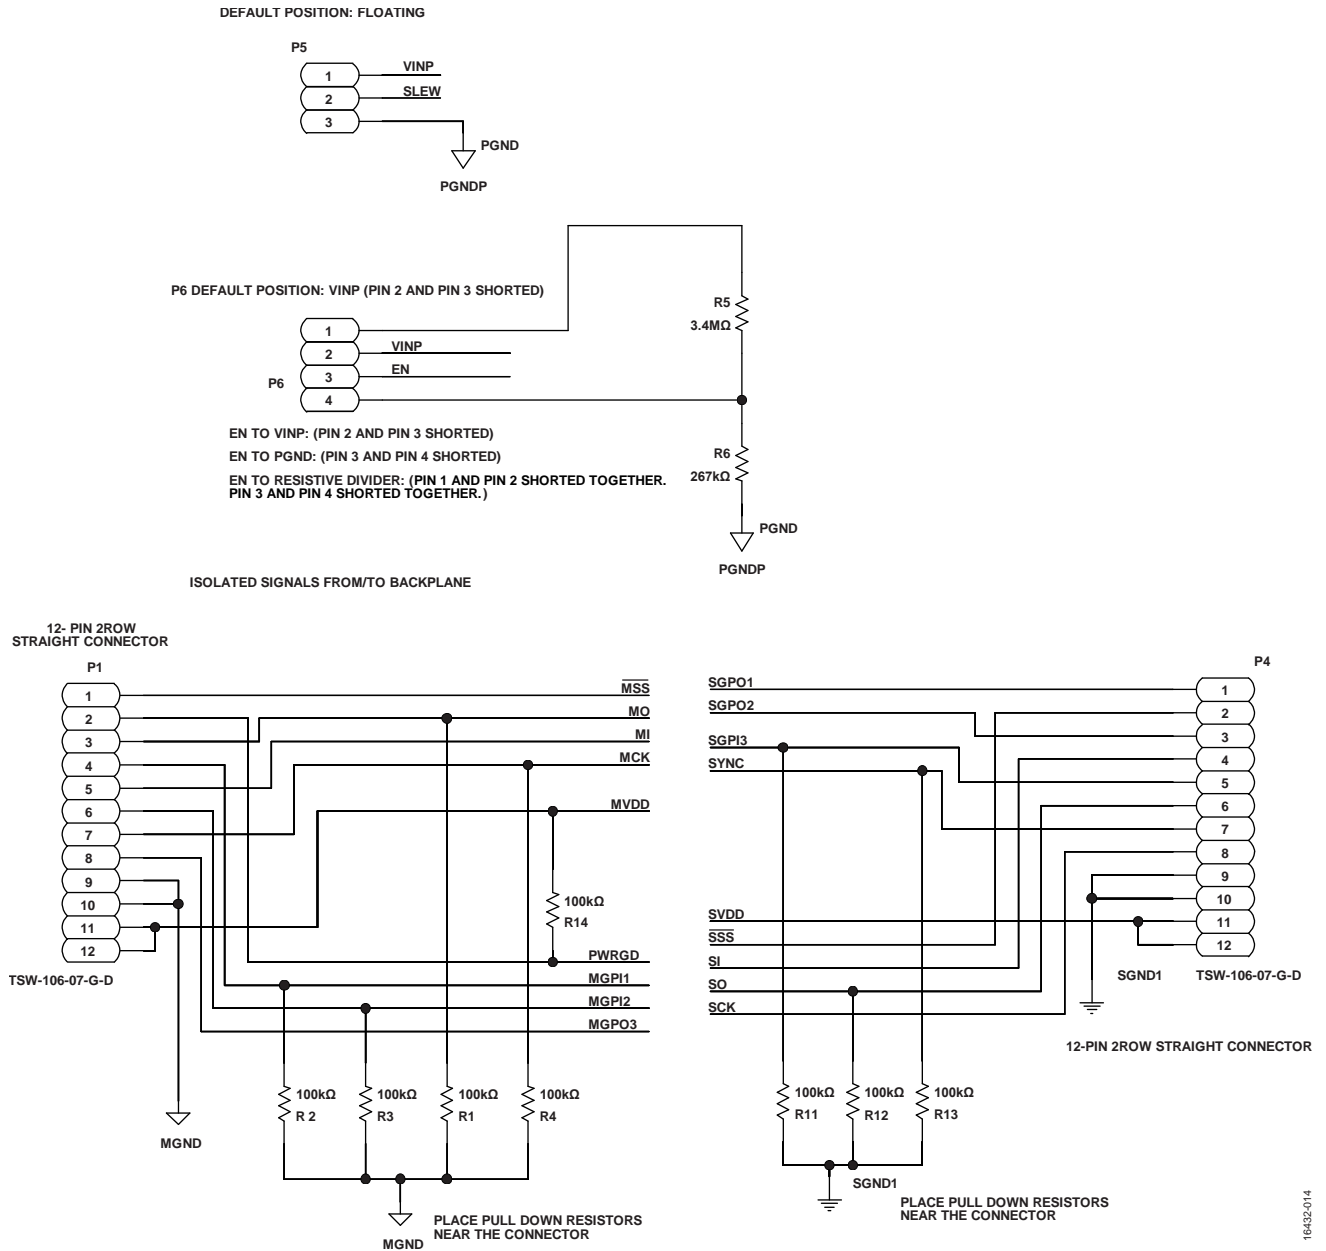 DEFAULT POSITION: FLOATING
P5
1 VINP
2 SLEW
3
PGND
PGNDP
P6 DEFAULT POSITION: VINP (PIN 2 AND PIN 3 SHORTED)
R5
3.4MΩ
P6
1
2 VINP
3 EN
4
EN TO VINP: (PIN 2 AND PIN 3 SHORTED)
EN TO PGND: (PIN 3 AND PIN 4 SHORTED)
EN TO RESISTIVE DIVIDER: (PIN 1 AND PIN 2 SHORTED TOGETHER.
PIN 3 AND PIN 4 SHORTED TOGETHER.)
R6
267kΩ
PGND
PGNDP
ISOLATED SIGNALS FROM/TO BACKPLANE
12- PIN 2ROW
STRAIGHT CONNECTOR
P1
1
2
3
4
5
6
7
8
9
10
11
12
TSW-106-07-G-D
MSS
MO
MI
MCK
MVDD
100kΩ
R14
PWRGD
MGPI1
MGPI2
MGPO3
100kΩ
R 2
100kΩ
R3
100kΩ
R1
100kΩ
R4
MGND
MGND
PLACE PULL DOWN RESISTORS
NEAR THE CONNECTOR
P4
SGPO1
SGPO2
SGPI3
SYNC
SVDD
SSS
SI
SO
SCK
1
2
3
4
5
6
7
8
9
10
11
12
SGND1
TSW-106-07-G-D
12-PIN 2ROW STRAIGHT CONNECTOR
100kΩ
R11
100kΩ
R12
100kΩ
R13
SGND1
PLACE PULL DOWN RESISTORS
NEAR THE CONNECTOR
16432-014